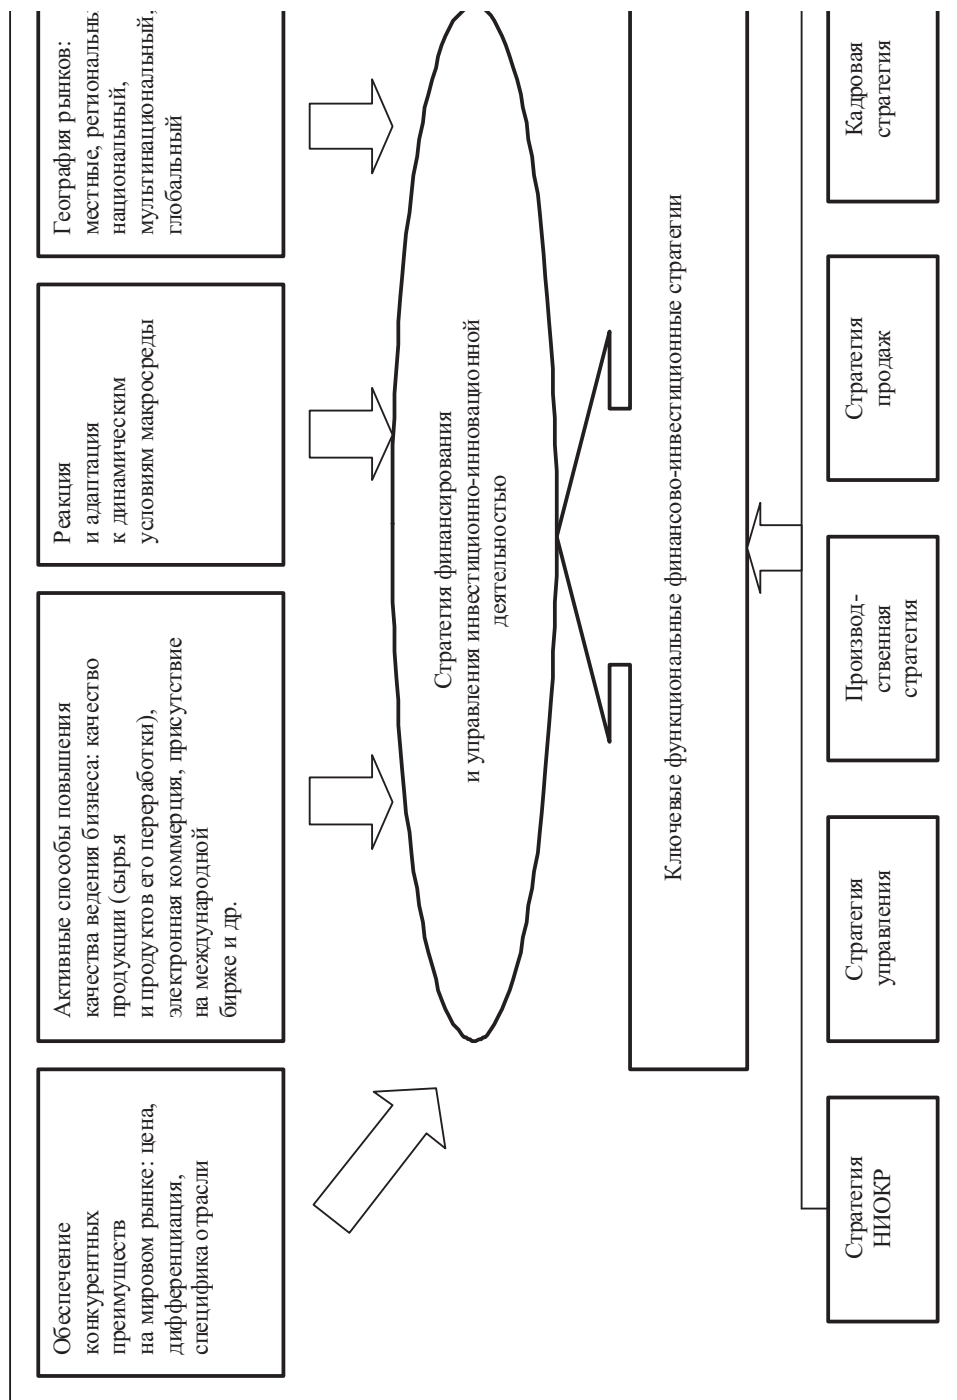 Обеспечение
конкурентных
преимуществ
на мировом рынке: цена,
дифференциация,
специфика отрасли
Активные способы повышения
качества ведения бизнеса: качество
продукции (сырья
и продуктов его переработки),
электронная коммерция, присутствие
на международной
бирже и др.
Реакция
и адаптация
к динамическим
условиям макросреды
География рынков:
местные, региональны
национальный,
мультинациональный,
глобальный
Стратегия финансирования
и управления инвестиционно-инновационной
деятельностью
Ключевые функциональные финансово-инвестиционные стратегии
Стратегия
НИОКР
Стратегия
управления
Производ-
ственная
стратегия
Стратегия
продаж
Кадровая
стратегия